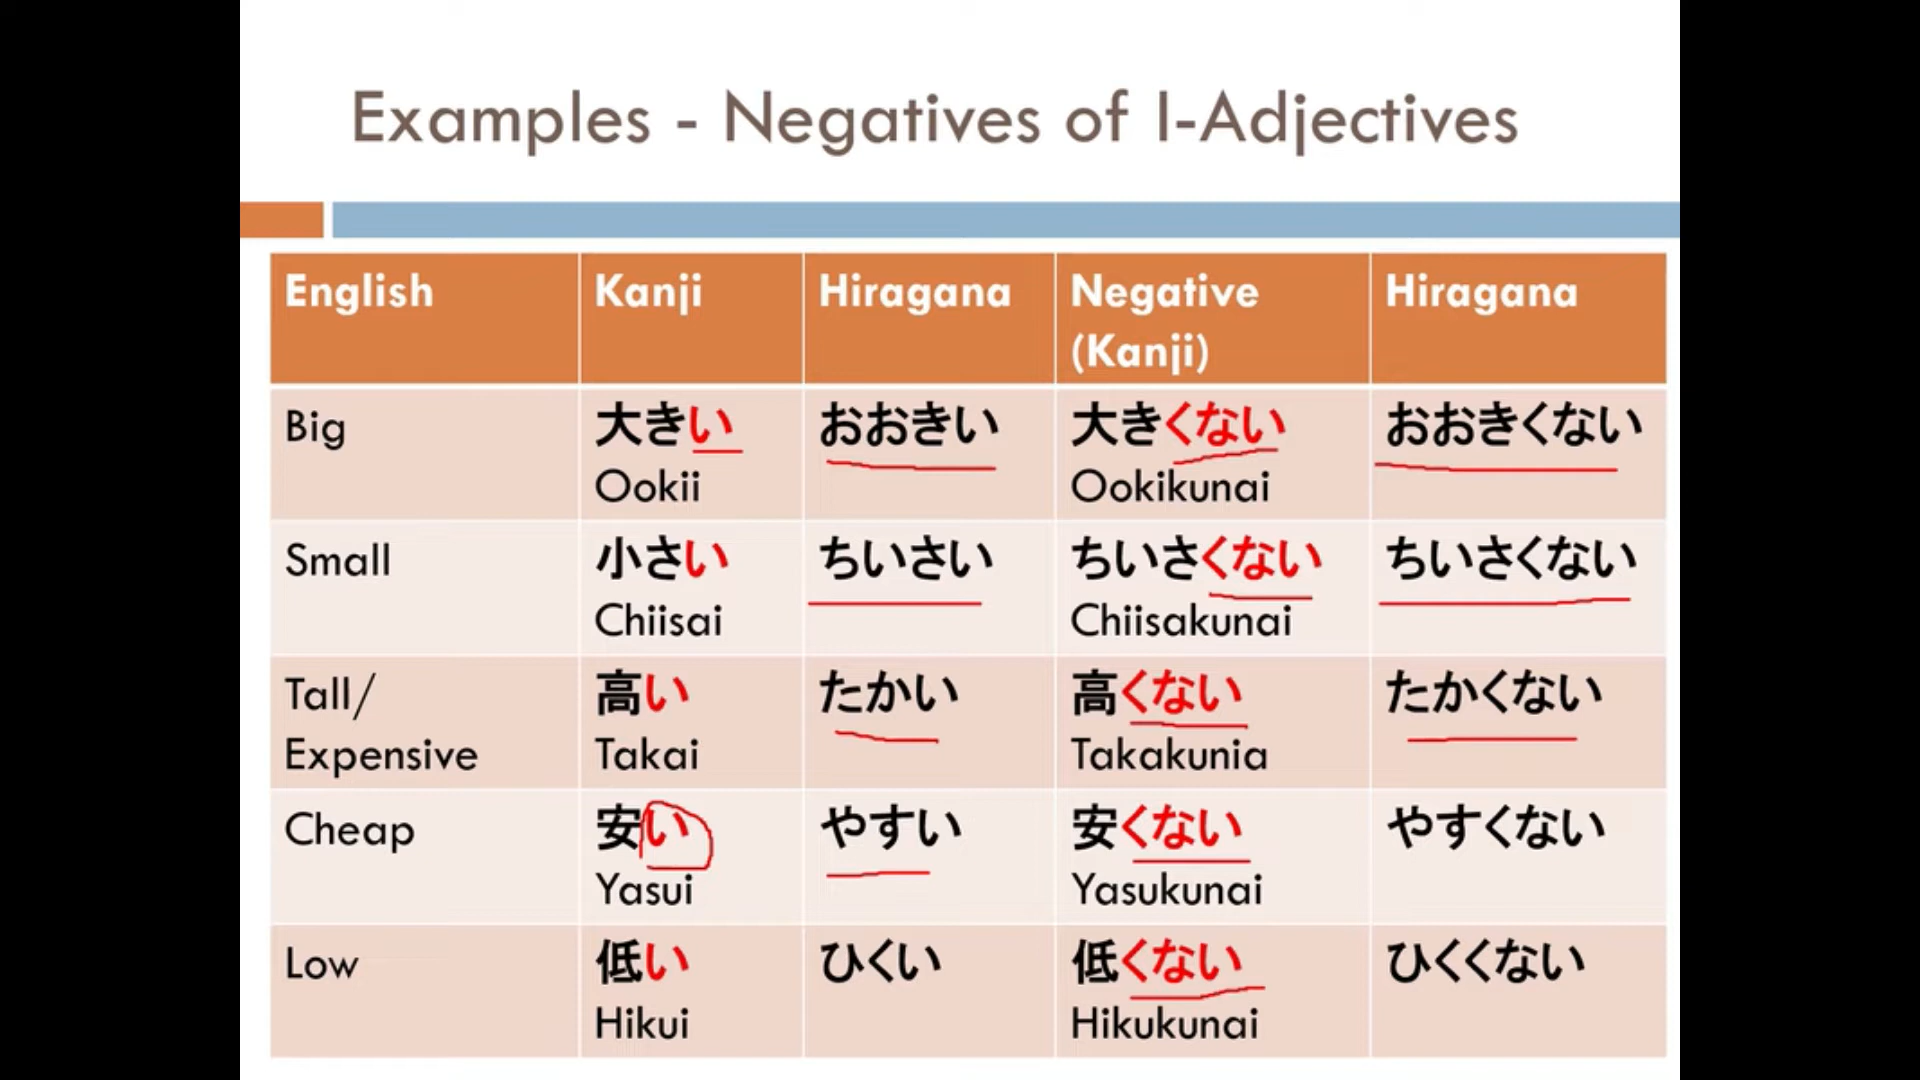 Examples - Negatives of I-Adjectives
English
Kanji
Hiragana
Negative
(Kanji)
Hiragana
Big
大きい
Ookii
おおきい
大きくない
Ookikunai
おおきくない
Small
小さい
Chiisai
ちいさい
ちいさくない
Chiisakunai
ちいさくない
Tall/
Expensive
高い
Takai
たかい
高くない
Takakunia
たかくない
Cheap
安い
Yasui
やすい
安くない
Yasukunai
やすくない
Low
低い
Hikui
ひくい
低くない
Hikukunai
ひくくない